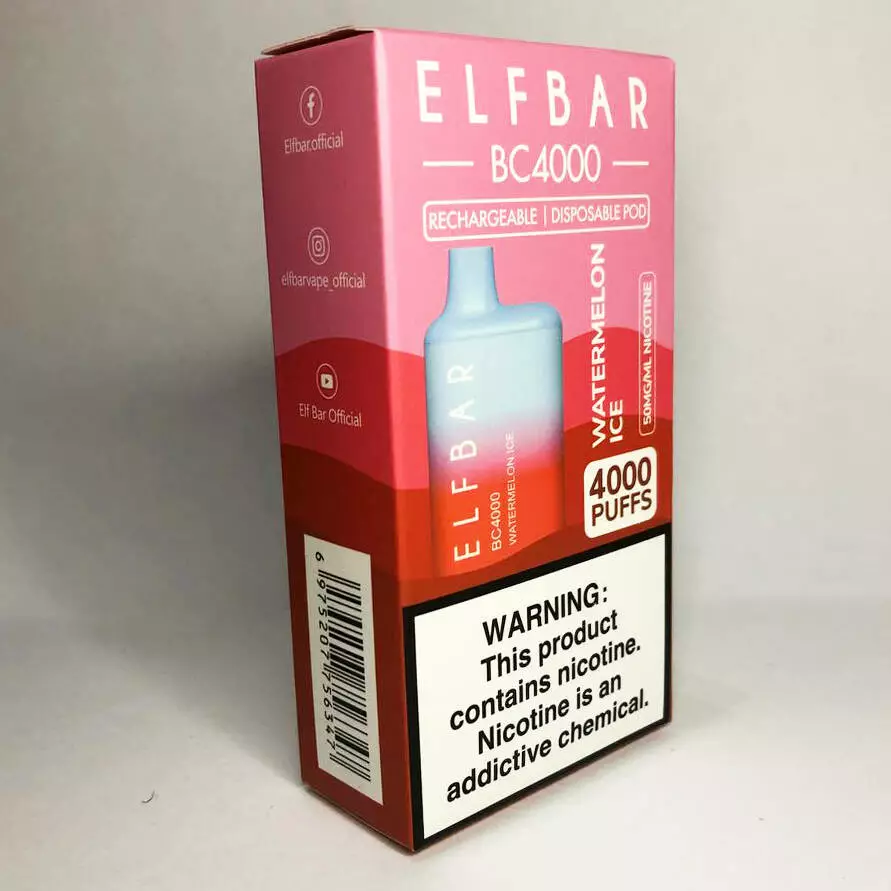 Elfbar.official
elfbarvape_official
Elf Bar Official
6 975207 756347
ELFBAR
BC4000
RECHARGEABLE | DISPOSABLE POD
ELFBAR
BC4000
WATERMELON ICE
WATERMELON
ICE
50MG/ML NICOTINE
4000
PUFFS
WARNING:
This product
contains nicotine.
Nicotine is an
addictive chemical.